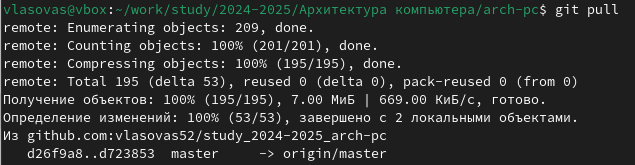 vlasovas@vbox:~/work/study/2024-2025/Архитектура компьютера/arch-pc$ git pull
remote: Enumerating objects: 209, done.
remote: Counting objects: 100% (201/201), done.
remote: Compressing objects: 100% (195/195), done.
remote: Total 195 (delta 53), reused 0 (delta 0), pack-reused 0 (from 0)
Получение объектов: 100% (195/195), 7.00 МиБ | 669.00 КиБ/с, готово.
Определение изменений: 100% (53/53), завершено с 2 локальными объектами.
Из github.com:vlasovas52/study_2024-2025_arch-pc
   d26f9a8..d723853  master     -> origin/master